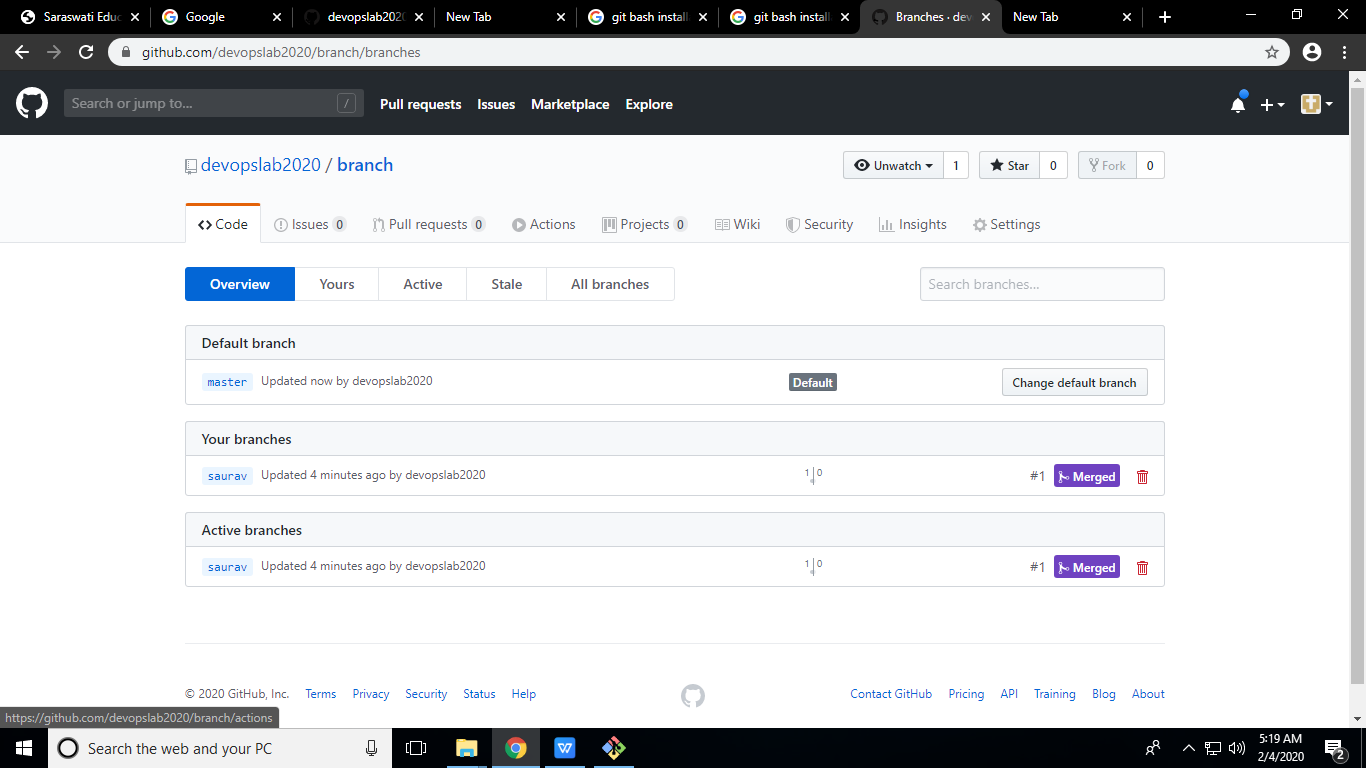 Saraswati Educ
Google
devopslab2020
New Tab
git bash install
git bash install
Branches · dev
New Tab
github.com/devopslab2020/branch/branches
Search or jump to...
/
Pull requests
Issues
Marketplace
Explore
devopslab2020 / branch
Unwatch
1
Star
0
Fork
0
Code
Issues 0
Pull requests 0
Actions
Projects 0
Wiki
Security
Insights
Settings
Overview
Yours
Active
Stale
All branches
Search branches...
Default branch
master Updated now by devopslab2020
Default
Change default branch
Your branches
saurav Updated 4 minutes ago by devopslab2020
1 0
#1 Merged
Active branches
saurav Updated 4 minutes ago by devopslab2020
1 0
#1 Merged
© 2020 GitHub, Inc.
Terms
Privacy
Security
Status
Help
Contact GitHub
Pricing
API
Training
Blog
About
https://github.com/devopslab2020/branch/actions
Search the web and your PC
W
5:19 AM
2/4/2020
2